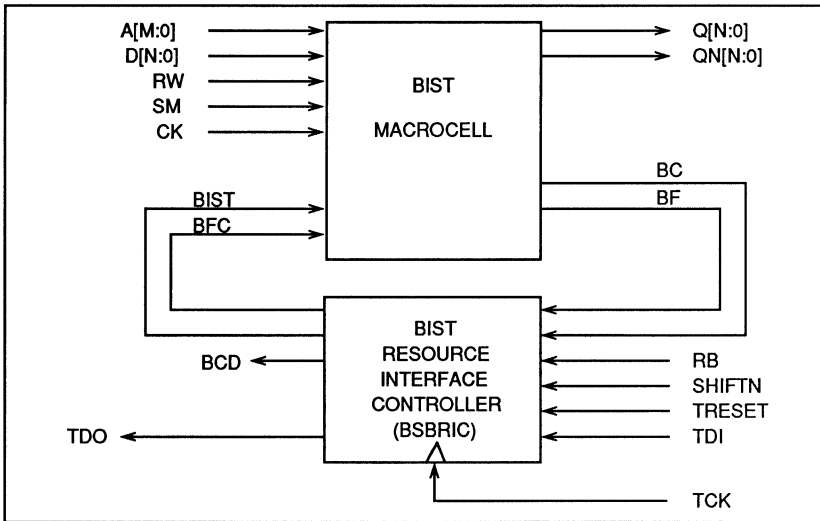 A[M:0]
D[N:0]
RW
SM
CK
BIST
MACROCELL
Q[N:0]
QN[N:0]
BC
BF
BIST
BFC
BIST
RESOURCE
INTERFACE
CONTROLLER
(BSBRIC)
BCD
TDO
RB
SHIFTN
TRESET
TDI
TCK